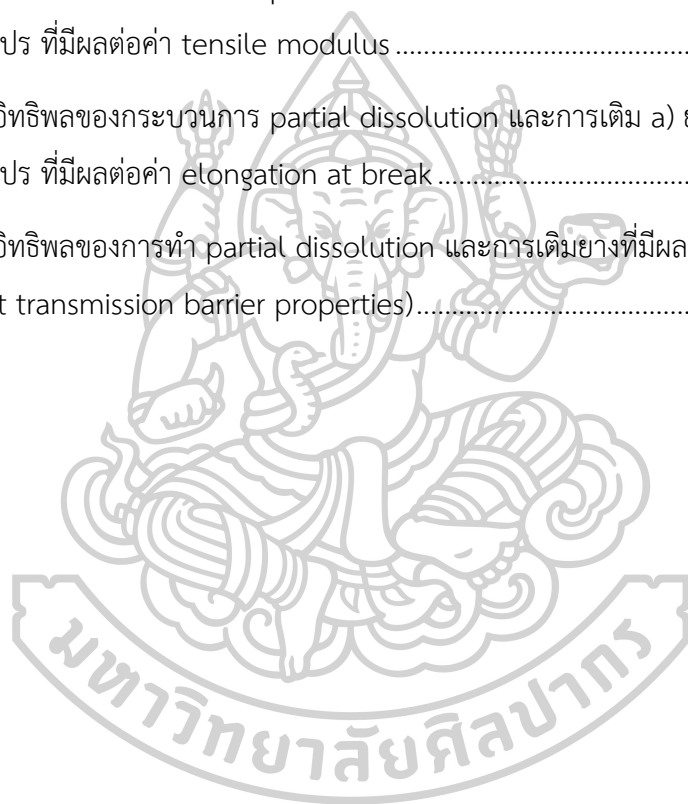 ปร ที่มีผลต่อค่า tensile modulus
อิทธิพลของกระบวนการ partial dissolution และการเติม a)
ปร ที่มีผลต่อค่า elongation at break
อิทธิพลของการทำ partial dissolution และการเติมยางที่มีผล
t transmission barrier properties)
มหาวิทยาลัยศิลปากร